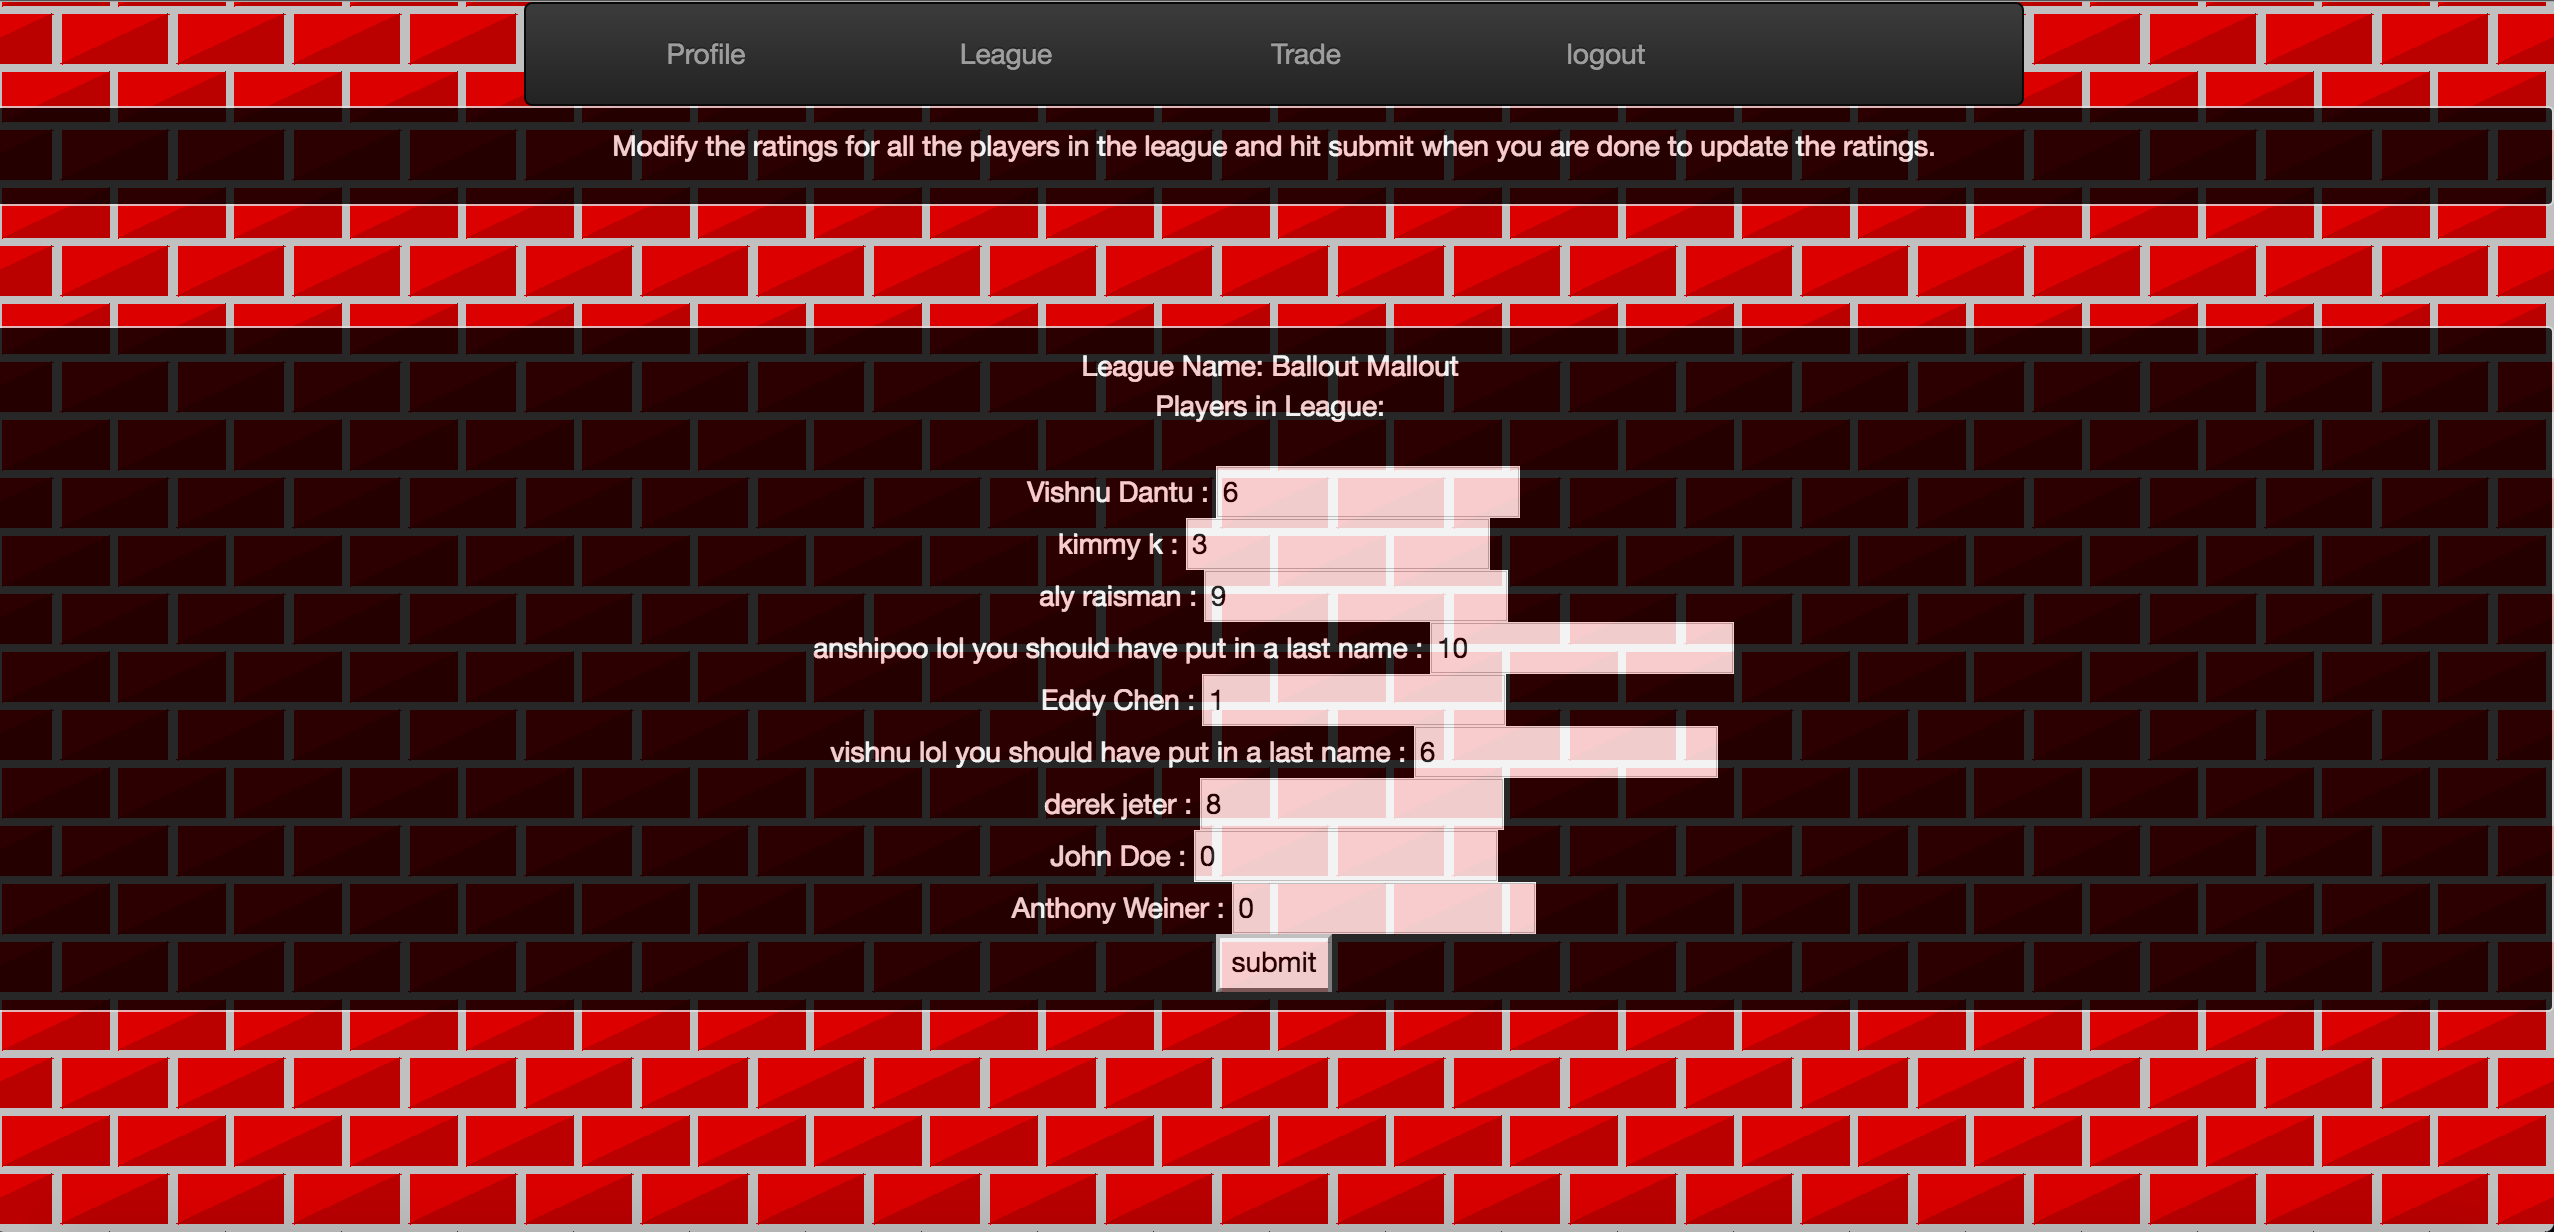 Profile League Trade logout
Modify the ratings for all the players in the league and hit submit when you are done to update the ratings.
League Name: Ballout Mallout
Players in League:
Vishnu Dantu : 6
kimmy k : 3
aly raisman : 9
anshipoo lol you should have put in a last name : 10
Eddy Chen : 1
vishnu lol you should have put in a last name : 6
derek jeter : 8
John Doe : 0
Anthony Weiner : 0
submit